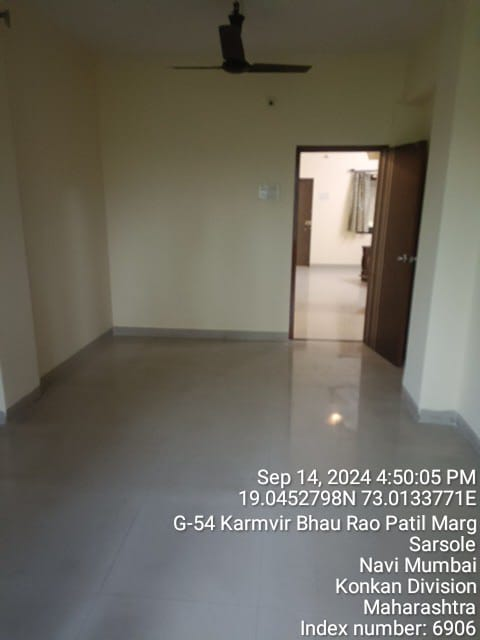 Sep 14, 2024 4:50:05 PM
19.0452798N 73.0133771E
G-54 Karmvir Bhau Rao Patil Marg
Sarsole
Navi Mumbai
Konkan Division
Maharashtra
Index number: 6906